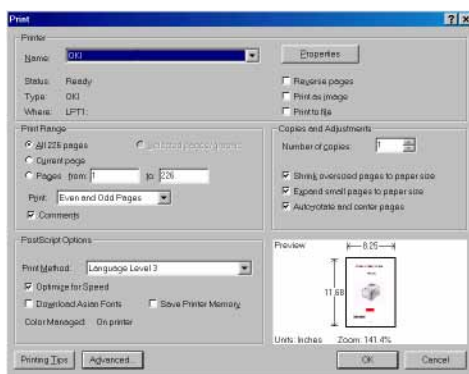 Print
Printer
Name: OKI
Properties
Status: Ready
Type: OKI
Where: LPT1:
Reverse pages
Print as image
Print to file
Print Range
All 226 pages
Selected pages/graphic
Current page
Pages from: 1 to: 226
Print: Even and Odd Pages
Comments
Copies and Adjustments
Number of copies: 1
Shrink oversized pages to paper size
Expand small pages to paper size
Auto-rotate and center pages
PostScript Options
Print Method: Language Level 3
Optimize for Speed
Download Asian Fonts
Save Printer Memory
Color Managed: On printer
Preview
8.25
11.68
Units: Inches Zoom: 141.4%
Printing Tips
Advanced...
OK
Cancel